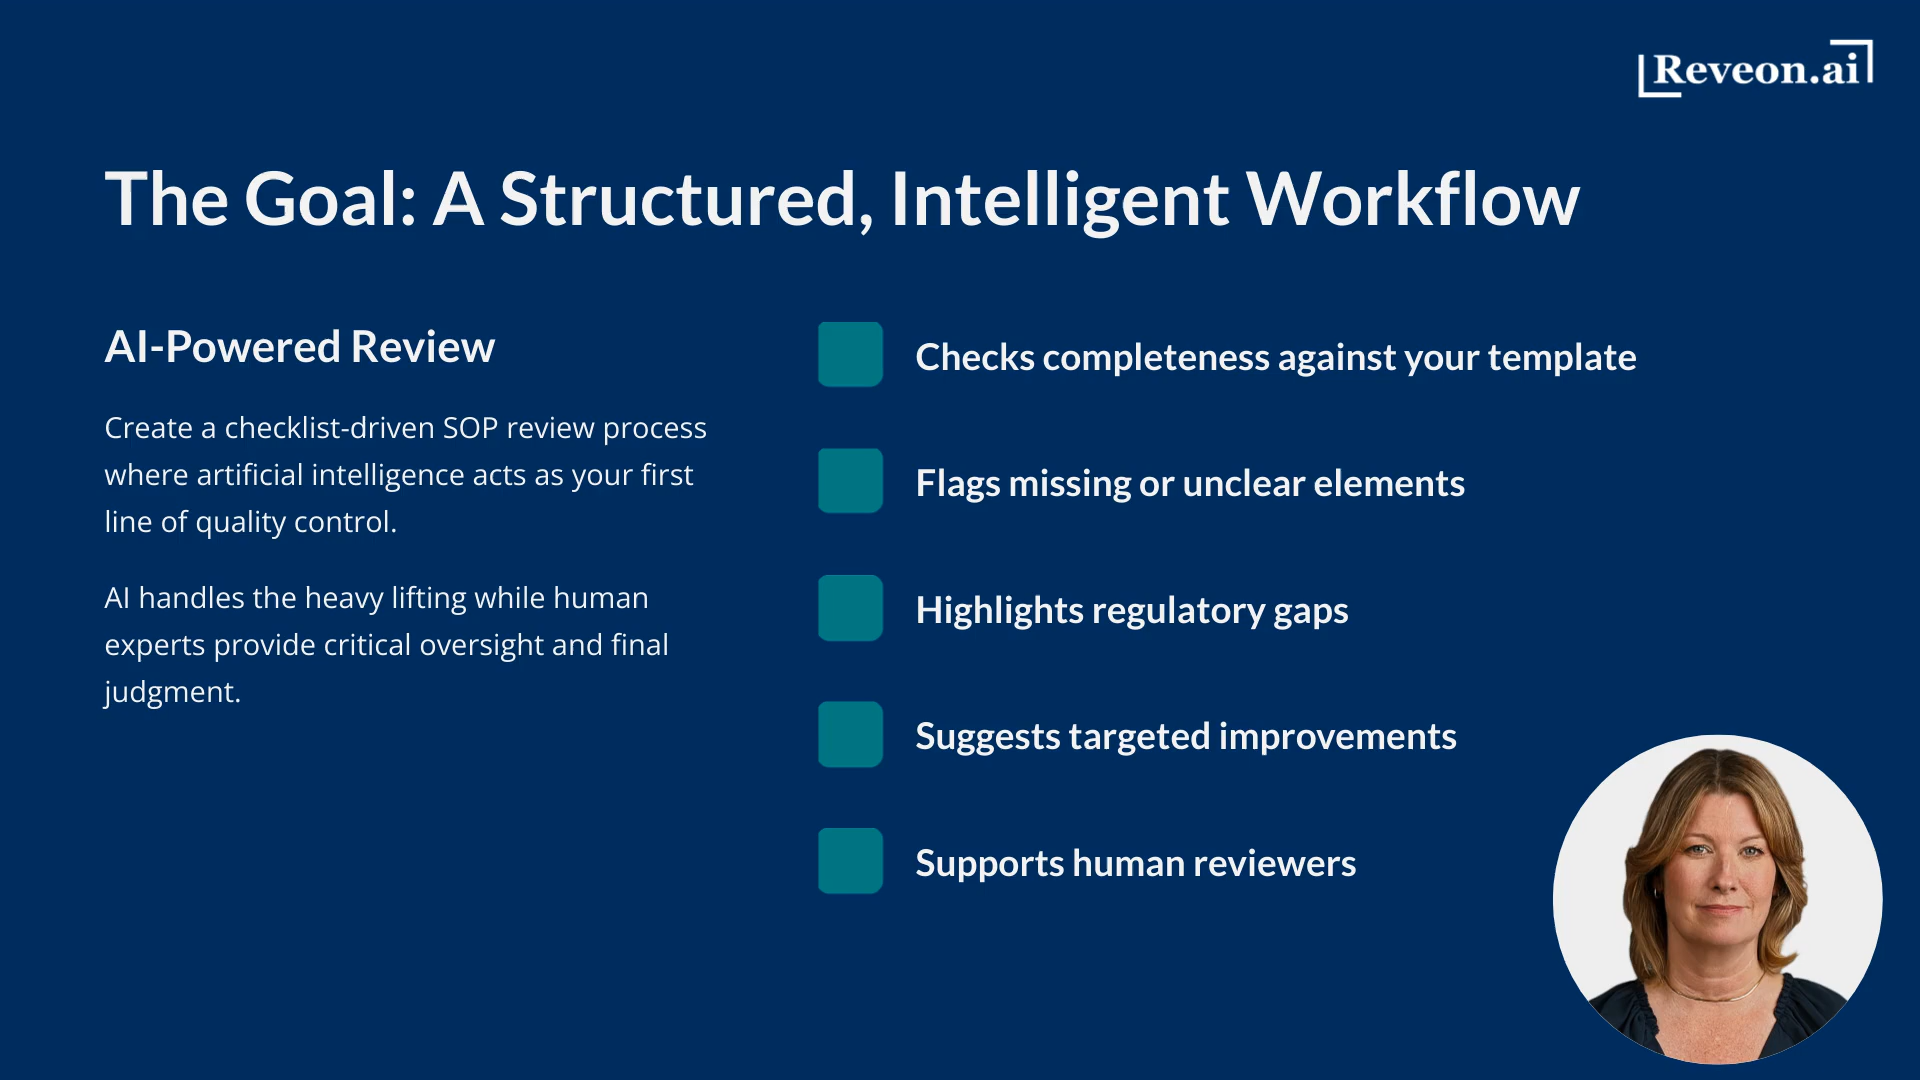 Reveon.ai
The Goal: A Structured, Intelligent Workflow
AI-Powered Review
Create a checklist-driven SOP review process
where artificial intelligence acts as your first
line of quality control.
AI handles the heavy lifting while human
experts provide critical oversight and final
judgment.
Checks completeness against your template
Flags missing or unclear elements
Highlights regulatory gaps
Suggests targeted improvements
Supports human reviewers